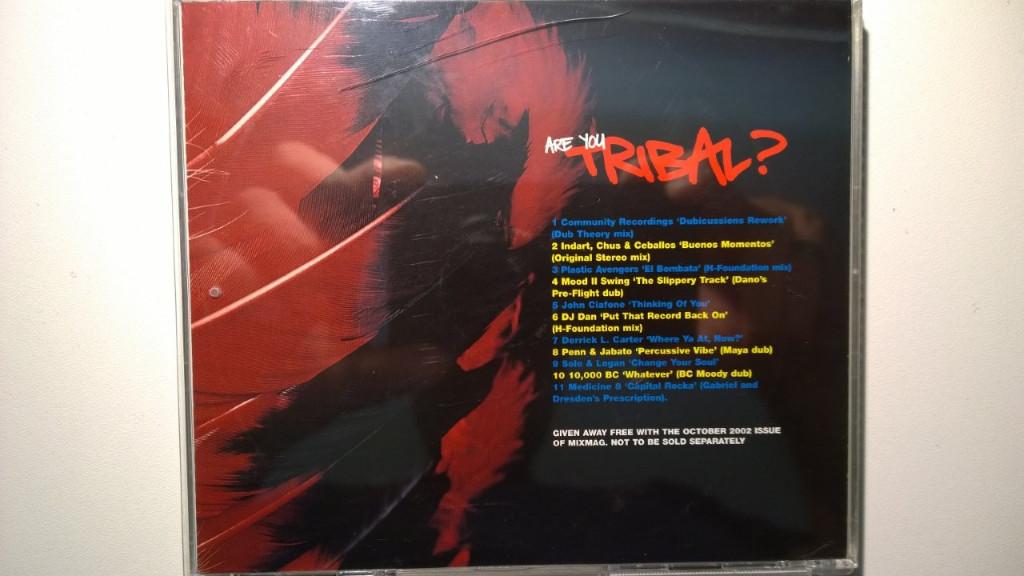 ARE YOU
TRIBAL?
1 Community Recordings 'Dubicussions Rework'
(Dub Theory mix)
2 Indart, Chus & Ceballos 'Buenos Momentos'
(Original Stereo mix)
3 Plastic Avengers 'El Bombata' (H-Foundation mix)
4 Mood II Swing 'The Slippery Track' (Dano's
Pre-Flight dub)
5 John Ciafone 'Thinking Of You'
6 DJ Dan 'Put That Record Back On'
(H-Foundation mix)
7 Derrick L. Carter 'Where Ya At, Now?'
8 Penn & Jabato 'Percussive Vibe' (Maya dub)
9 Solo & Logan 'Change Your Soul'
10 10,000 BC 'Whatever' (BC Moody dub)
11 Medicine 8 'Capital Rocka' (Gabriel and
Dresden's Prescription).
GIVEN AWAY FREE WITH THE OCTOBER 2002 ISSUE
OF MIXMAG. NOT TO BE SOLD SEPARATELY